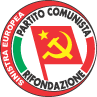 SINISTRA EUROPEA
PARTITO COMUNISTA
RIFONDAZIONE